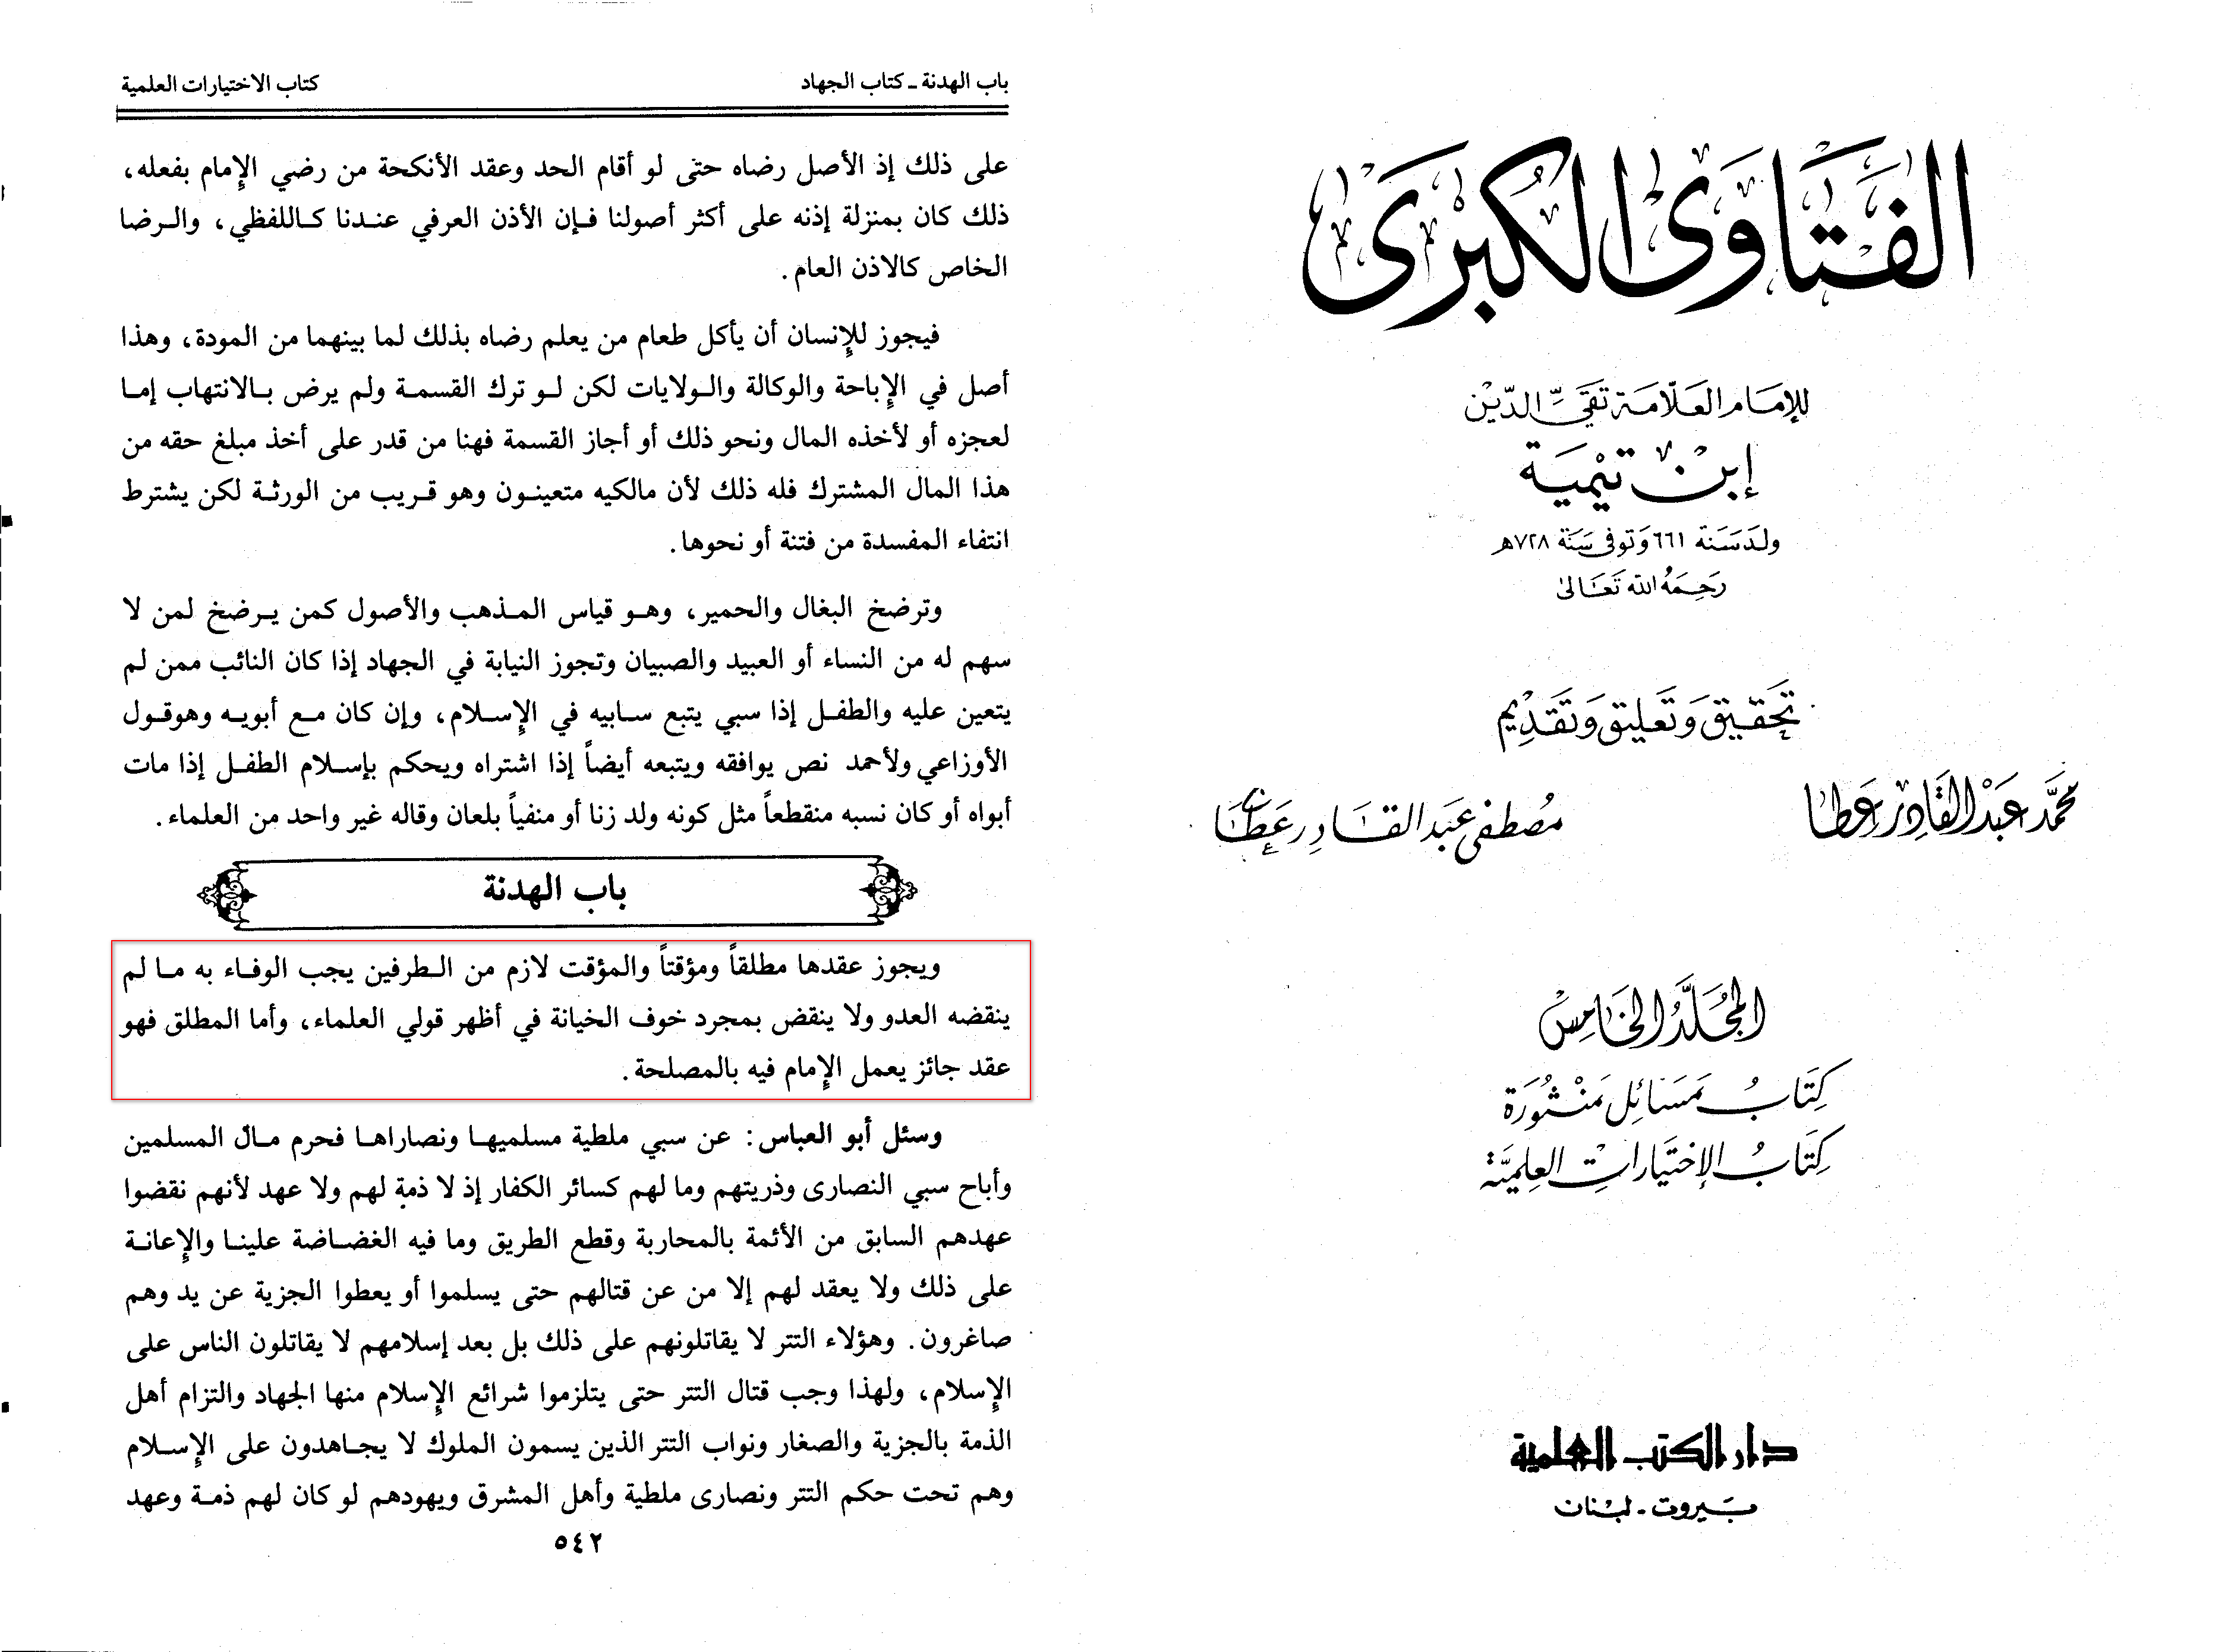 الفتاوى الكبرى
للإمام العلامة تقي الدين
إبن تيمية
ولد سنة ٦٦١ وتوفي سنة ٧٢٨هـ
رحمه الله تعالى
تحقيق وتعليق وتقديم
محمد عبد القادر عطا
مصطفى عبد القادر عطا
المجلد الخامس
كتاب مسائل منثورة
كتاب الإختيارات العلمية
دار الكتب العلمية
بيروت - لبنان
باب الهدنة ـ كتاب الجهاد
كتاب الاختيارات العلمية
على ذلك إذ الأصل رضاه حتى لو أقام الحد وعقد الأنكحة من رضي الإمام بفعله،
ذلك كان بمنزلة إذنه على أكثر أصولنا فإن الأذن العرفي عندنا كاللفظي، والرضا
الخاص كالاذن العام.
فيجوز للإنسان أن يأكل طعام من يعلم رضاه بذلك لما بينهما من المودة، وهذا
أصل في الإباحة والوكالة والولايات لكن لو ترك القسمة ولم يرض بالانتهاب إما
لعجزه أو لأخذه المال ونحو ذلك أو أجاز القسمة فهنا من قدر على أخذ مبلغ حقه من
هذا المال المشترك فله ذلك لأن مالكيه متعينون وهو قريب من الورثة لكن يشترط
انتفاء المفسدة من فتنة أو نحوها.
وترضخ البغال والحمير، وهو قياس المذهب والأصول كمن يرضخ لمن لا
سهم له من النساء أو العبيد والصبيان وتجوز النيابة في الجهاد إذا كان النائب ممن لم
يتعين عليه والطفل إذا سبي يتبع سابيه في الإسلام، وإن كان مع أبويه وهوقول
الأوزاعي ولأحمد نص يوافقه ويتبعه أيضاً إذا اشتراه ويحكم بإسلام الطفل إذا مات
أبواه أو كان نسبه منقطعاً مثل كونه ولد زنا أو منفياً بلعان وقاله غير واحد من العلماء.
باب الهدنة
ويجوز عقدها مطلقاً ومؤقتاً والمؤقت لازم من الطرفين يجب الوفاء به ما لم
ينقضه العدو ولا ينقض بمجرد خوف الخيانة في أظهر قولي العلماء، وأما المطلق فهو
عقد جائز يعمل الإمام فيه بالمصلحة.
وسئل أبو العباس: عن سبي ملطية مسلميها ونصاراها فحرم مال المسلمين
وأباح سبي النصارى وذريتهم وما لهم كسائر الكفار إذ لا ذمة لهم ولا عهد لأنهم نقضوا
عهدهم السابق من الأئمة بالمحاربة وقطع الطريق وما فيه الغضاضة علينا والإعانة
على ذلك ولا يعقد لهم إلا من عن قتالهم حتى يسلموا أو يعطوا الجزية عن يد وهم
صاغرون. وهؤلاء التتر لا يقاتلونهم على ذلك بل بعد إسلامهم لا يقاتلون الناس على
الإسلام، ولهذا وجب قتال التتر حتى يتلزموا شرائع الإسلام منها الجهاد والتزام أهل
الذمة بالجزية والصغار ونواب التتر الذين يسمون الملوك لا يجاهدون على الإسلام
وهم تحت حكم التتر ونصارى ملطية وأهل المشرق ويهودهم لو كان لهم ذمة وعهد
٥٤٢